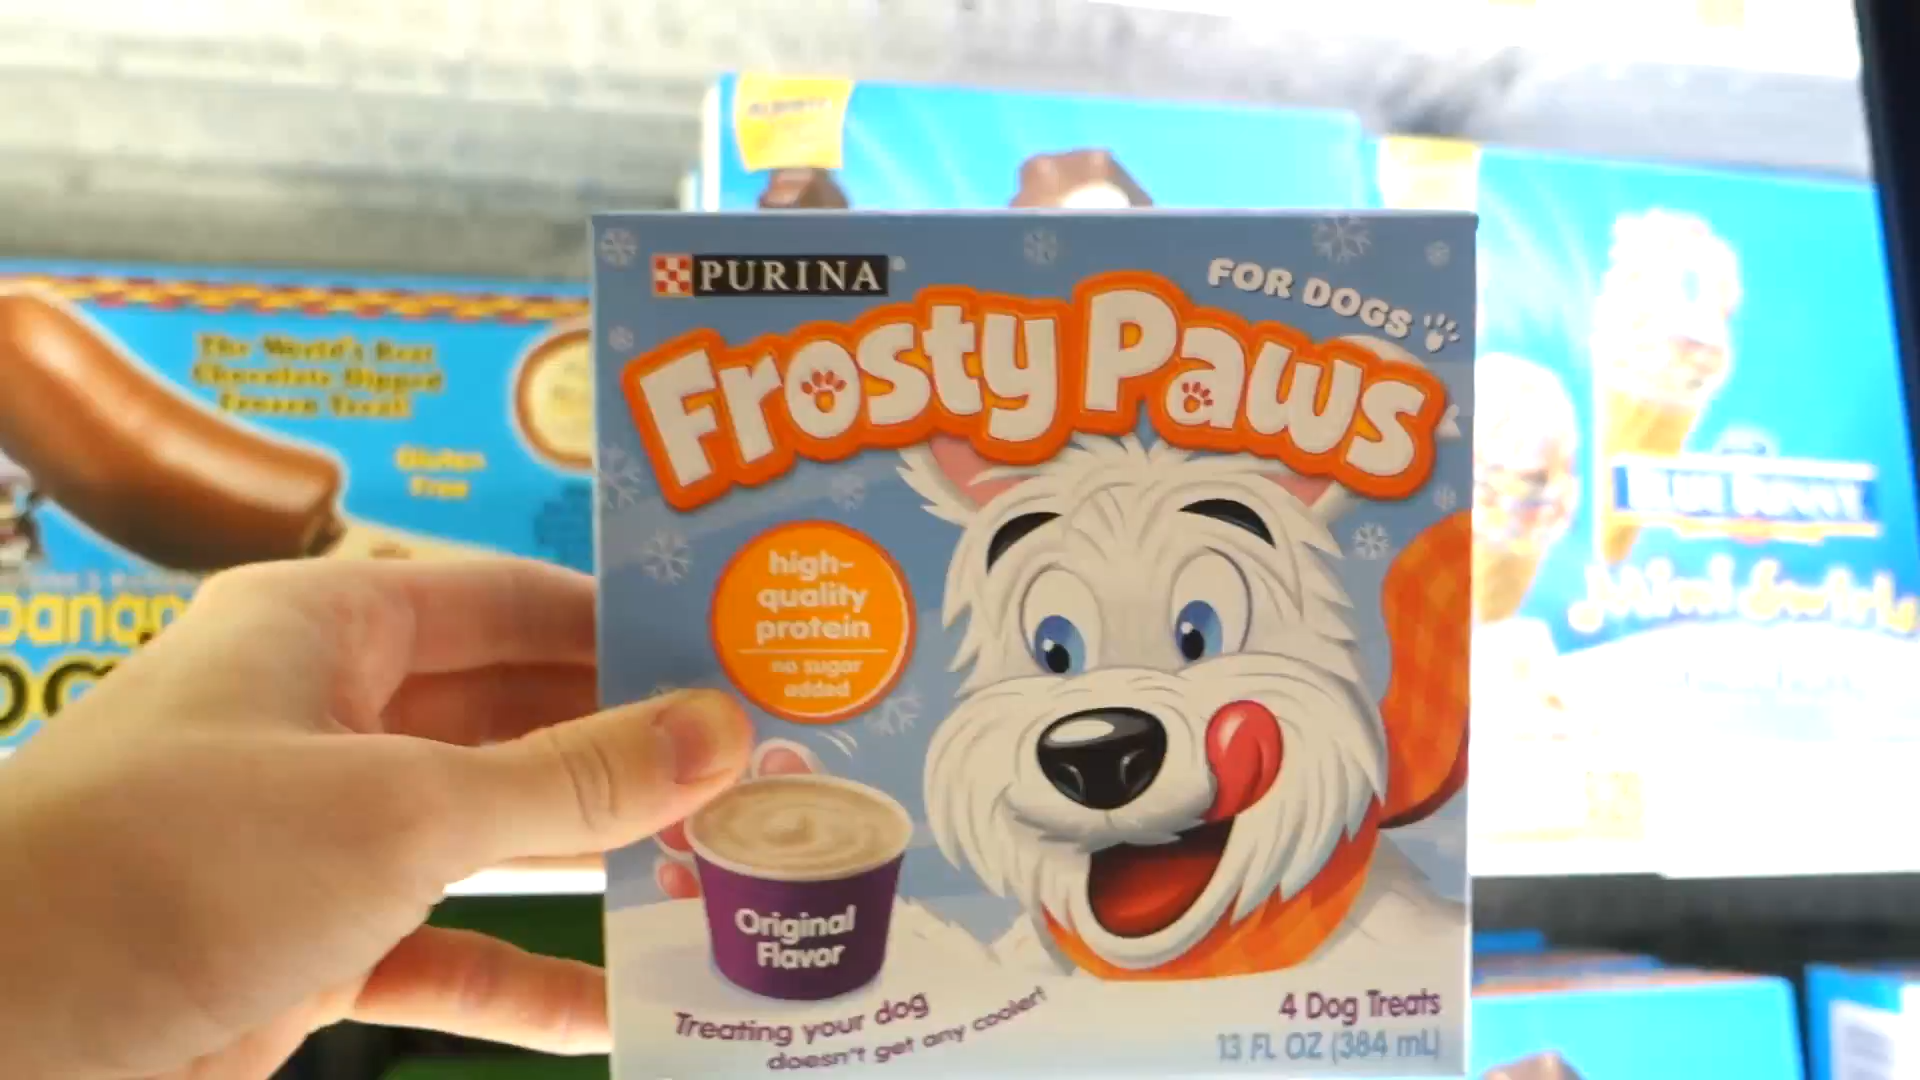 PURINA
FOR DOGS
Frosty Paws
high-
quality
protein
no sugar
added
Original
Flavor
Treating your dog
doesn't get any cooler!
4 Dog Treats
13 FL OZ (384 mL)
The World's Best
Chocolate Dipped
Frozen Treat!
Gluten
Free
BLUE BUNNY
Mini Swirls